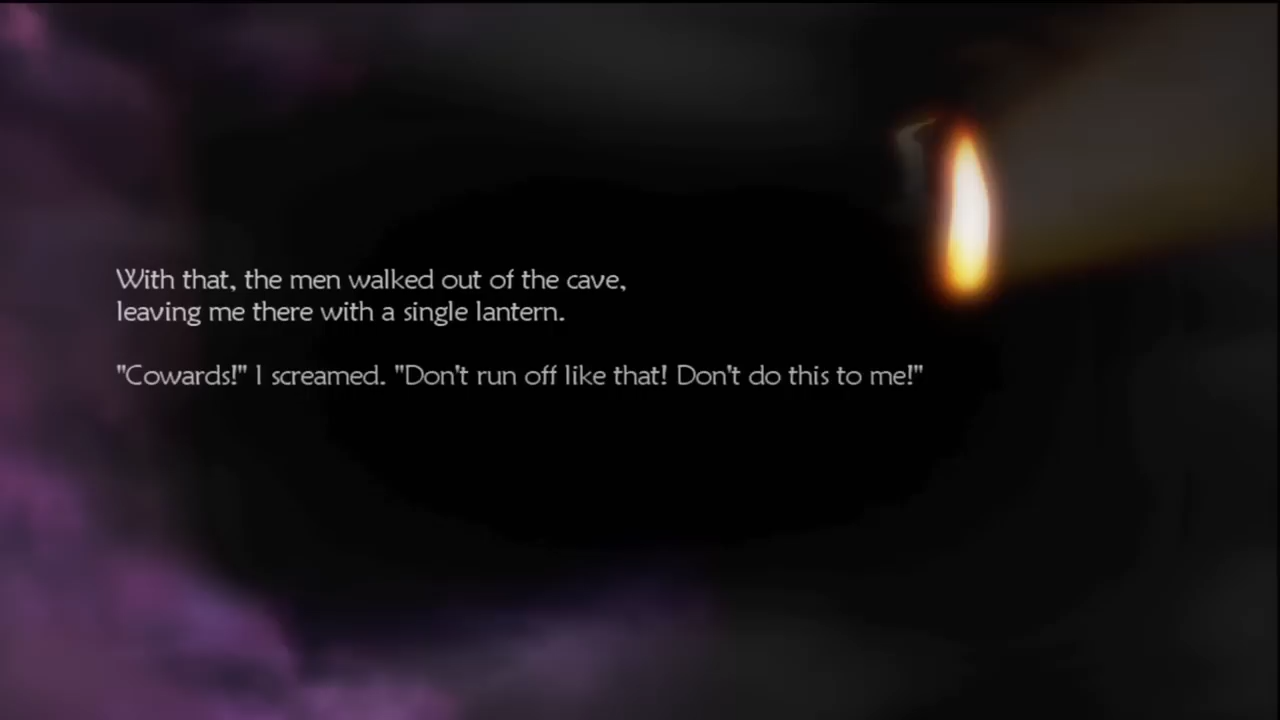 With that, the men walked out of the cave,
leaving me there with a single lantern.
"Cowards!" I screamed. "Don't run off like that! Don't do this to me!"